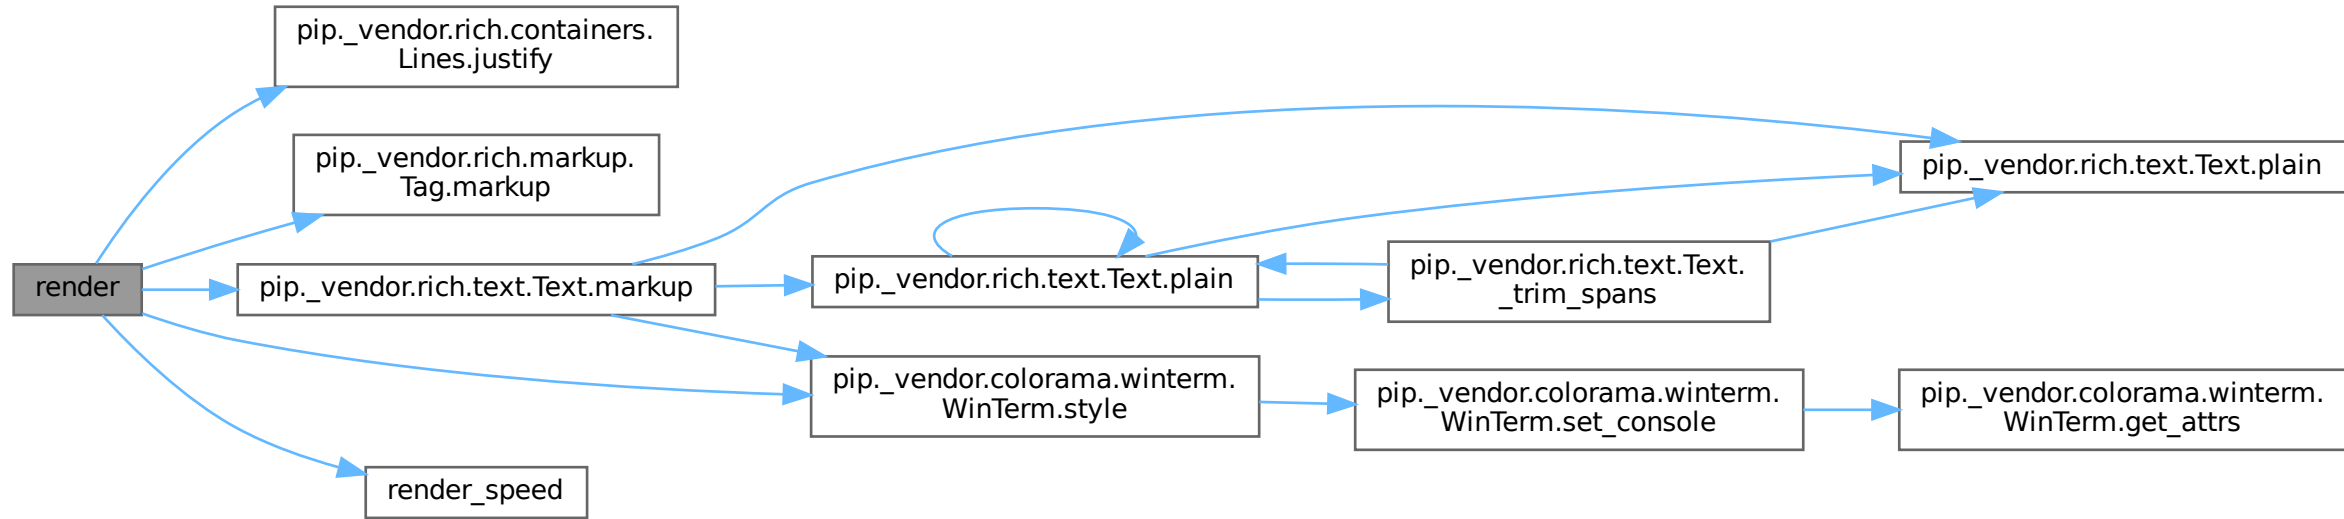 pip._vendor.rich.containers.
Lines.justify
pip._vendor.rich.markup.
Tag.markup
render
pip._vendor.rich.text.Text.markup
pip._vendor.rich.text.Text.plain
pip._vendor.rich.text.Text.
_trim_spans
pip._vendor.rich.text.Text.plain
pip._vendor.colorama.winterm.
WinTerm.style
pip._vendor.colorama.winterm.
WinTerm.set_console
pip._vendor.colorama.winterm.
WinTerm.get_attrs
render_speed